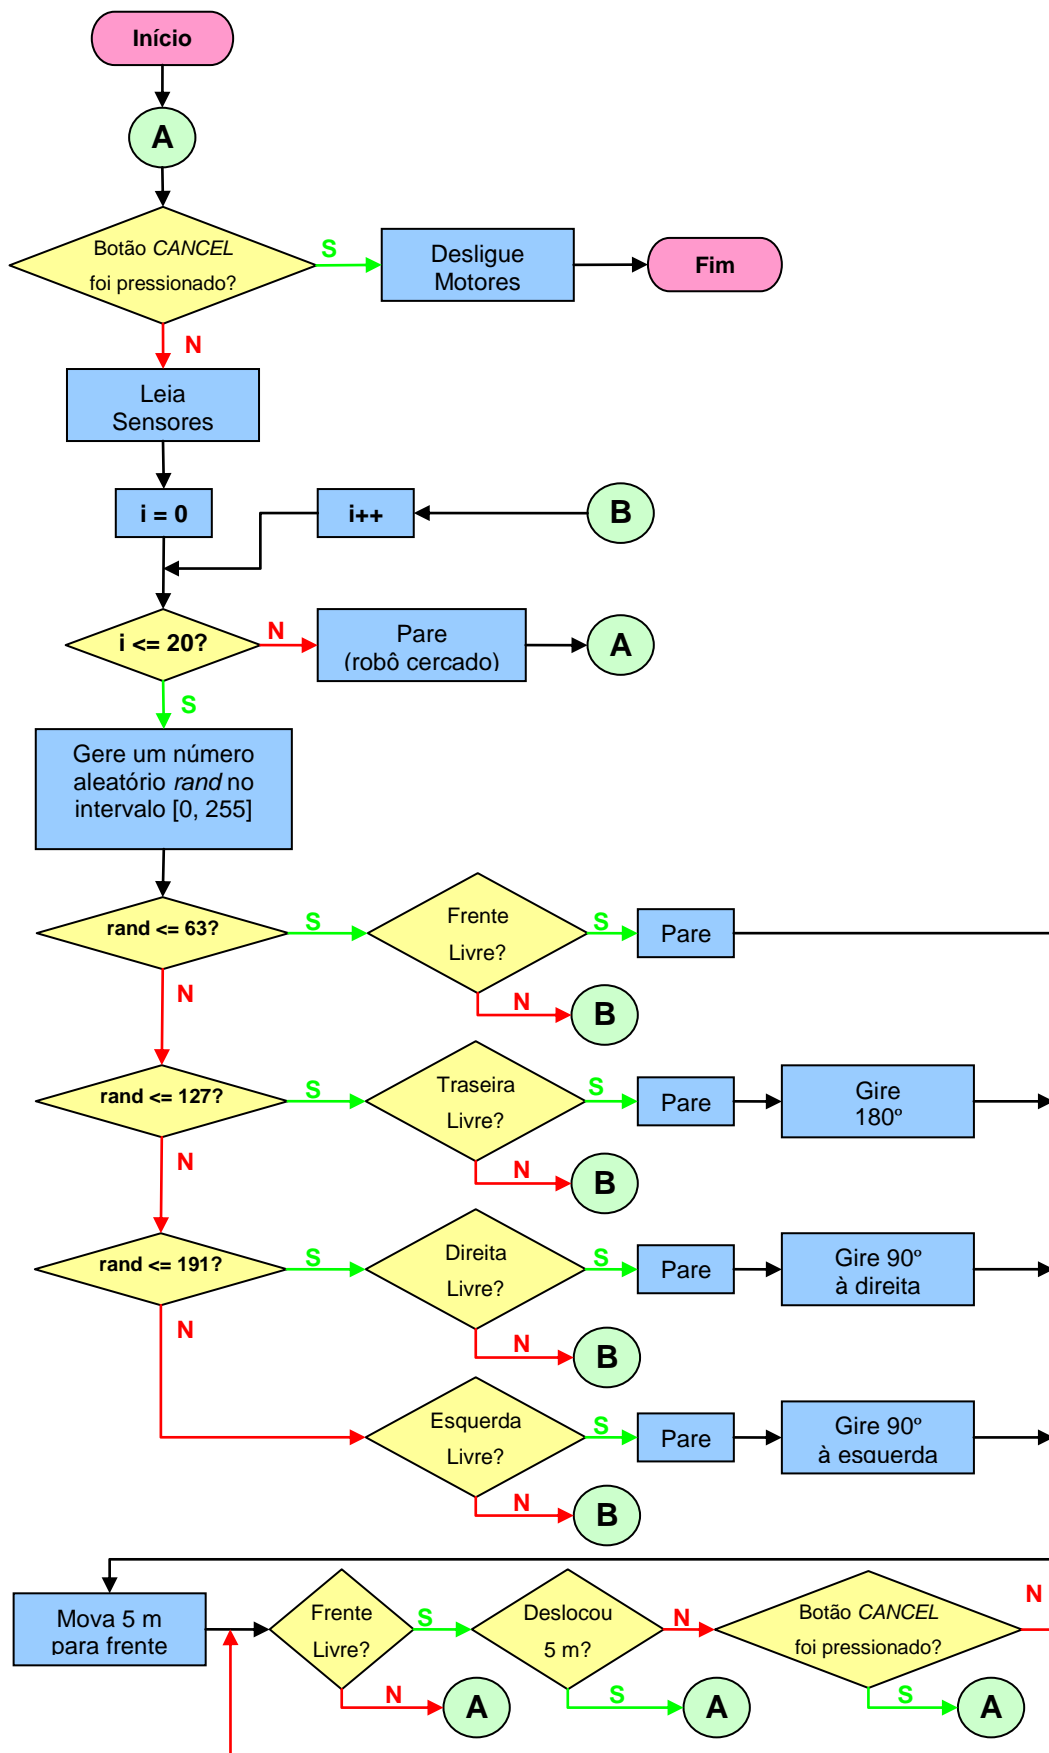 Início
A
Botão CANCEL
foi pressionado?
S
Desligue
Motores
Fim
N
Leia
Sensores
i = 0
i++
B
i <= 20?
N
Pare
(robô cercado)
A
S
Gere um número
aleatório rand no
intervalo [0, 255]
rand <= 63?
S
Frente
Livre?
S
Pare
N
N
B
rand <= 127?
S
Traseira
Livre?
S
Pare
Gire
180º
N
N
B
rand <= 191?
S
Direita
Livre?
S
Pare
Gire 90º
à direita
N
N
B
Esquerda
Livre?
S
Pare
Gire 90º
à esquerda
N
B
Mova 5 m
para frente
Frente
Livre?
S
Deslocou
5 m?
N
Botão CANCEL
foi pressionado?
N
N
A
S
A
S
A